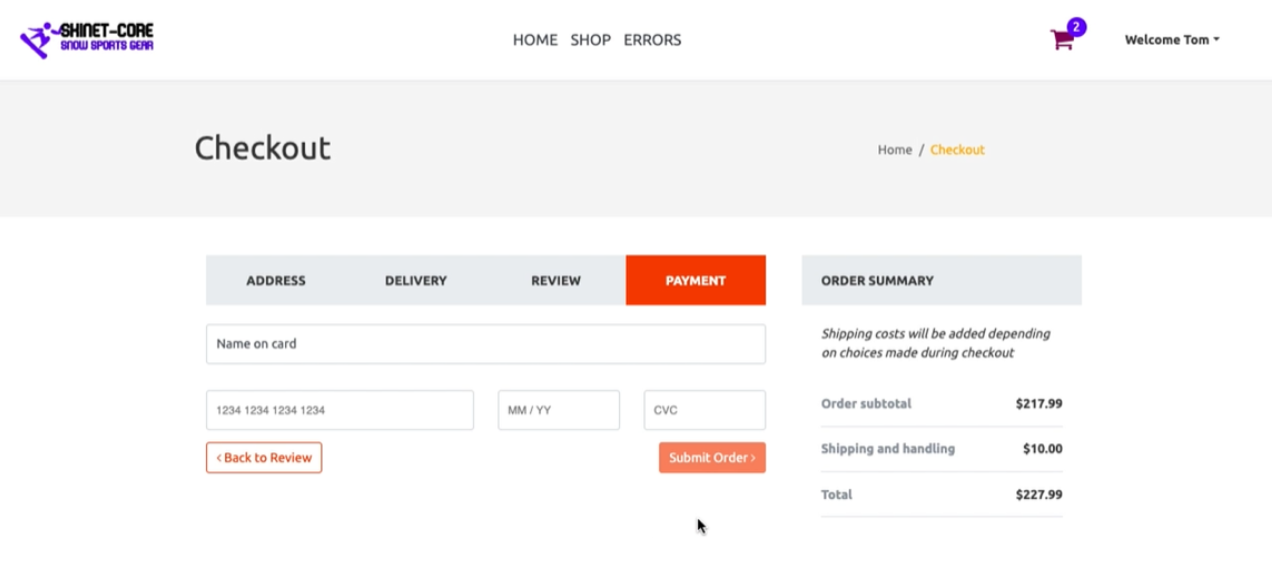 SHINET-CORE
SNOW SPORTS GEAR
HOME SHOP ERRORS
2
Welcome Tom
Checkout
Home / Checkout
ADDRESS DELIVERY REVIEW PAYMENT
Name on card
1234 1234 1234 1234 MM / YY CVC
‹ Back to Review Submit Order ›
ORDER SUMMARY
Shipping costs will be added depending
on choices made during checkout
Order subtotal $217.99
Shipping and handling $10.00
Total $227.99